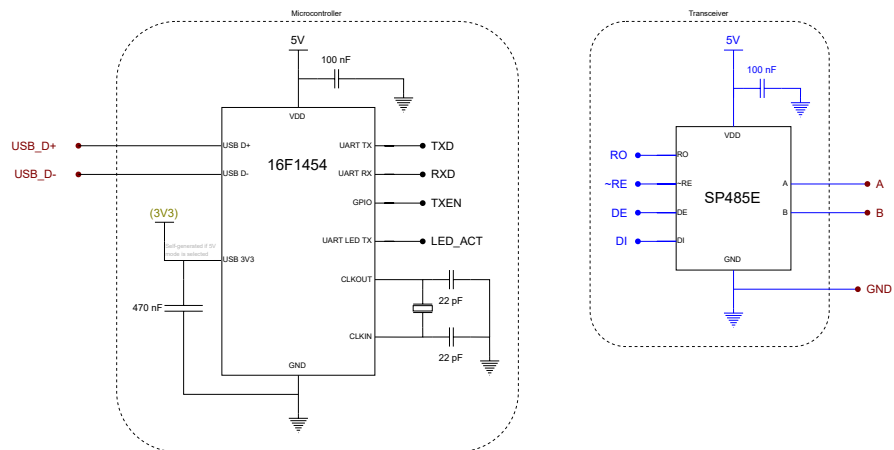 Microcontroller
5V
100 nF
VDD
USB_D+
USB D+
UART TX
TXD
16F1454
USB_D-
USB D-
UART RX
RXD
GPIO
TXEN
(3V3)
Self-generated if 5V
mode is selected
UART LED TX
LED_ACT
USB 3V3
CLKOUT
22 pF
470 nF
CLKIN
22 pF
GND
Transceiver
5V
100 nF
VDD
RO
RO
~RE
~RE
SP485E
A
A
DE
DE
B
B
DI
DI
GND
GND